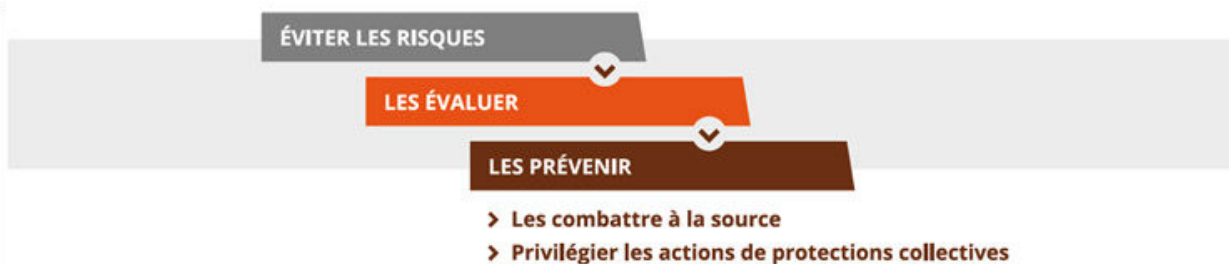 ÉVITER LES RISQUES
LES ÉVALUER
LES PRÉVENIR
Les combattre à la source
Privilégier les actions de protections collectives